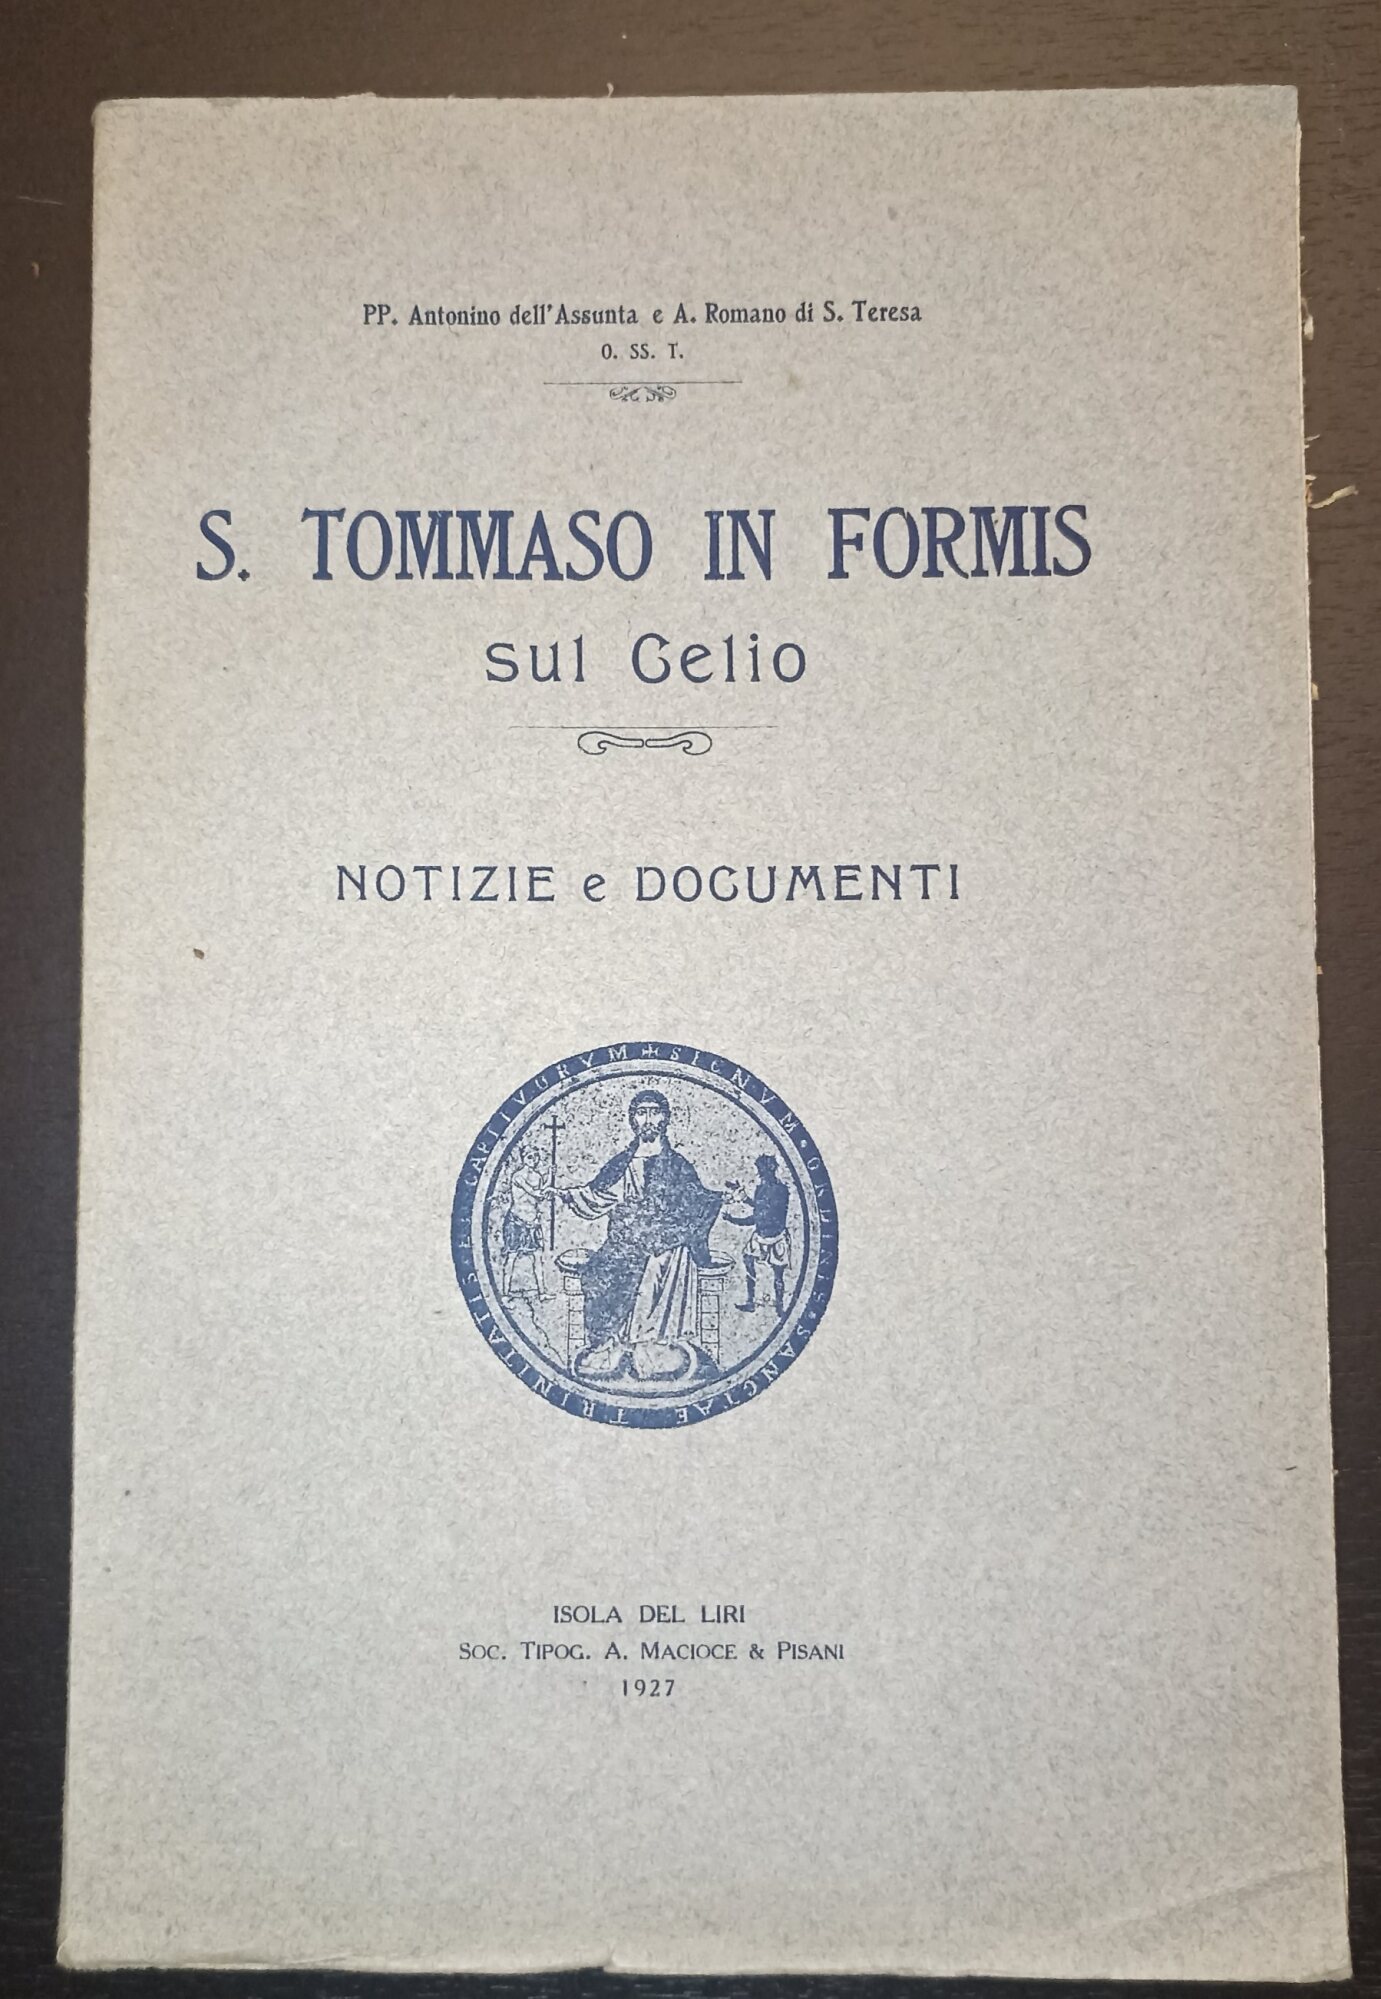 PP. Antonino dell'Assunta e A. Romano di S. Teresa
O. SS. T.
S. TOMMASO IN FORMIS
sul Celio
NOTIZIE e DOCUMENTI
✠ SIGNVM • ORDINIS • SANCTAE TRINITATIS ET CAPTIVORVM
ISOLA DEL LIRI
SOC. TIPOG. A. MACIOCE & PISANI
1927